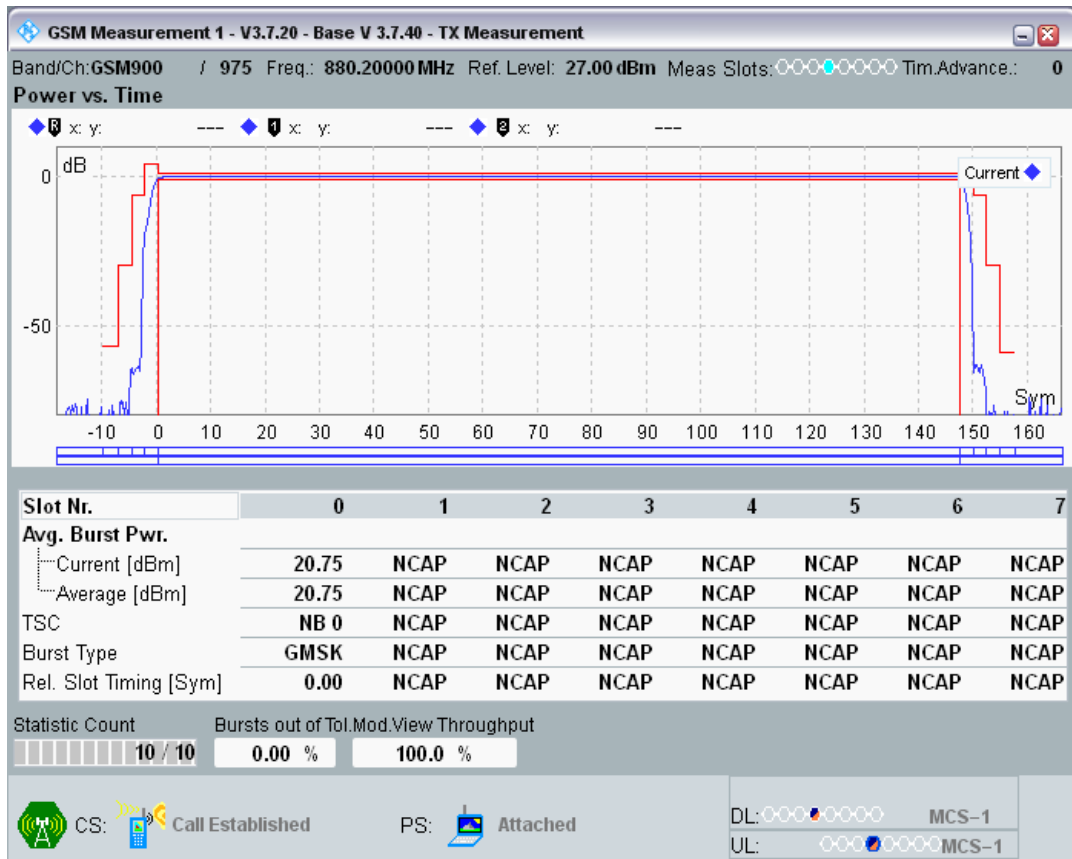 GSM Measurement 1 - V3.7.20 - Base V 3.7.40 - TX Measurement
Band/Ch:GSM900 / 975 Freq.: 880.20000 MHz Ref. Level: 27.00 dBm Meas Slots: Tim.Advance.: 0
Power vs. Time
R x: y: --- 1 x: y: --- 2 x: y: ---
dB
Current
0
-50
Sym
-10 0 10 20 30 40 50 60 70 80 90 100 110 120 130 140 150 160
Slot Nr. 0 1 2 3 4 5 6 7
Avg. Burst Pwr.
Current [dBm] 20.75 NCAP NCAP NCAP NCAP NCAP NCAP NCAP
Average [dBm] 20.75 NCAP NCAP NCAP NCAP NCAP NCAP NCAP
TSC NB 0 NCAP NCAP NCAP NCAP NCAP NCAP NCAP
Burst Type GMSK NCAP NCAP NCAP NCAP NCAP NCAP NCAP
Rel. Slot Timing [Sym] 0.00 NCAP NCAP NCAP NCAP NCAP NCAP NCAP
Statistic Count Bursts out of Tol.Mod.View Throughput
10 / 10 0.00 % 100.0 %
CS: Call Established PS: Attached
DL: MCS-1
UL: MCS-1